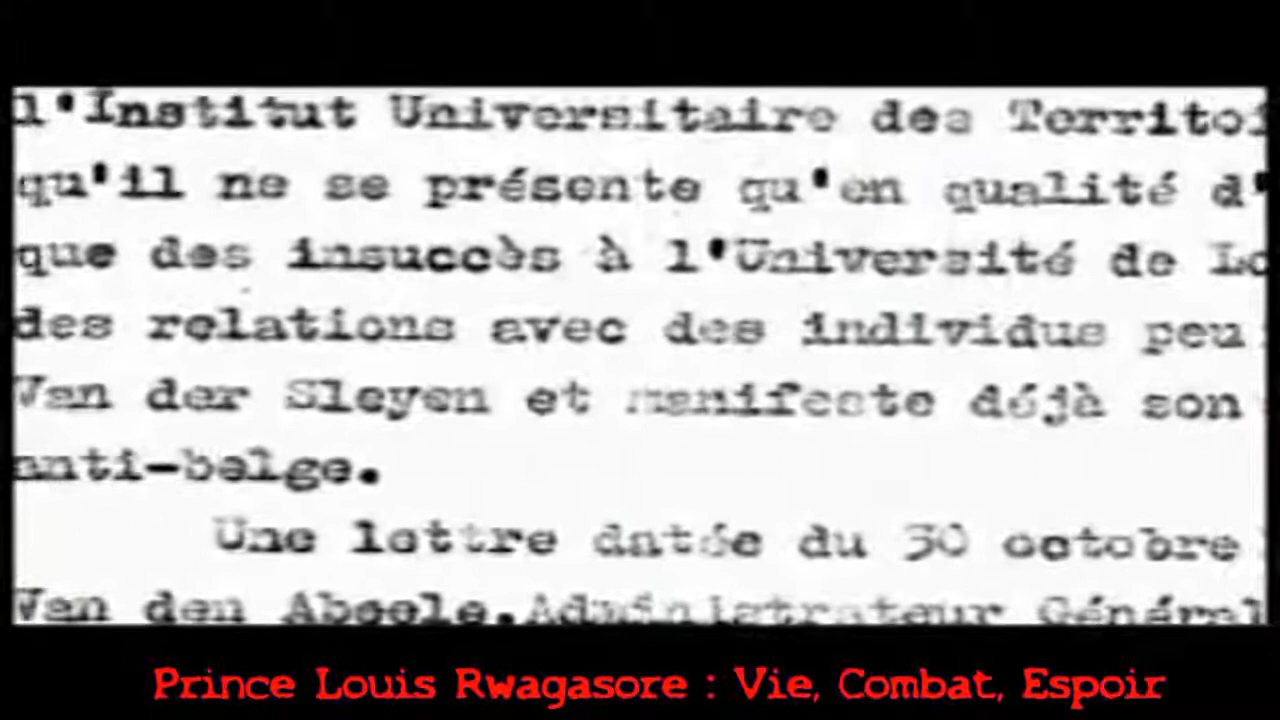 l'Institut Universitaire des Territoi
qu'il ne se présente qu'en qualité d'
que des insuccès à l'Université de Lo
des relations avec des individus peu
Van der Sleyen et manifeste déjà son
anti-belge.
Une lettre datée du 30 octobre
Van den Abeele.Administrateur Général
Prince Louis Rwagasore : Vie, Combat, Espoir